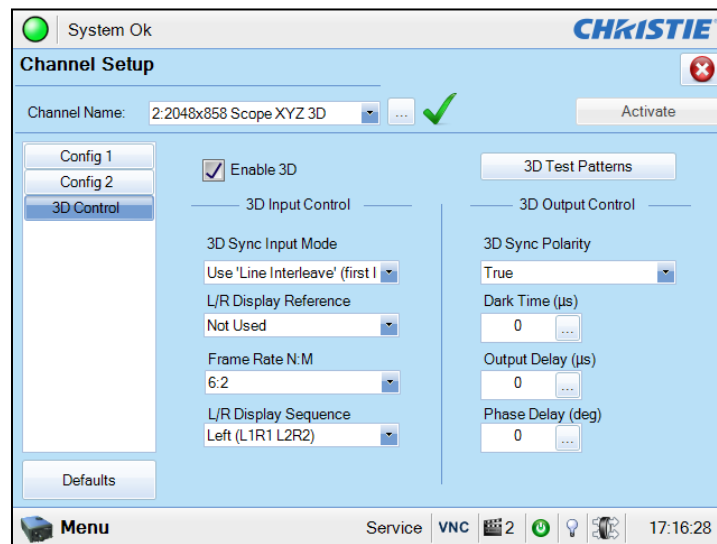 System Ok
CHRISTIE
Channel Setup
Channel Name: 2:2048x858 Scope XYZ 3D ... Activate
Config 1
Config 2
3D Control
Enable 3D
3D Test Patterns
3D Input Control
3D Output Control
3D Sync Input Mode
Use 'Line Interleave' (first l
L/R Display Reference
Not Used
Frame Rate N:M
6:2
L/R Display Sequence
Left (L1R1 L2R2)
3D Sync Polarity
True
Dark Time (µs)
0 ...
Output Delay (µs)
0 ...
Phase Delay (deg)
0 ...
Defaults
Menu
Service VNC 2 17:16:28